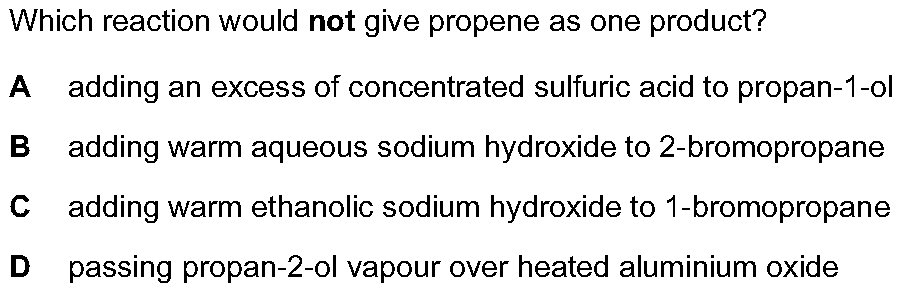 Which reaction would not give propene as one product?
A adding an excess of concentrated sulfuric acid to propan-1-ol
B adding warm aqueous sodium hydroxide to 2-bromopropane
C adding warm ethanolic sodium hydroxide to 1-bromopropane
D passing propan-2-ol vapour over heated aluminium oxide